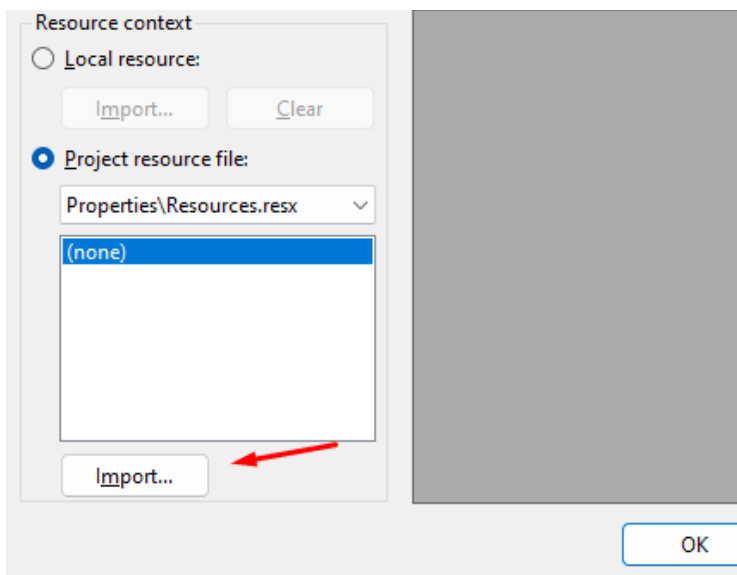 Resource context
Local resource:
Import...
Clear
Project resource file:
Properties\Resources.resx
(none)
Import...
OK